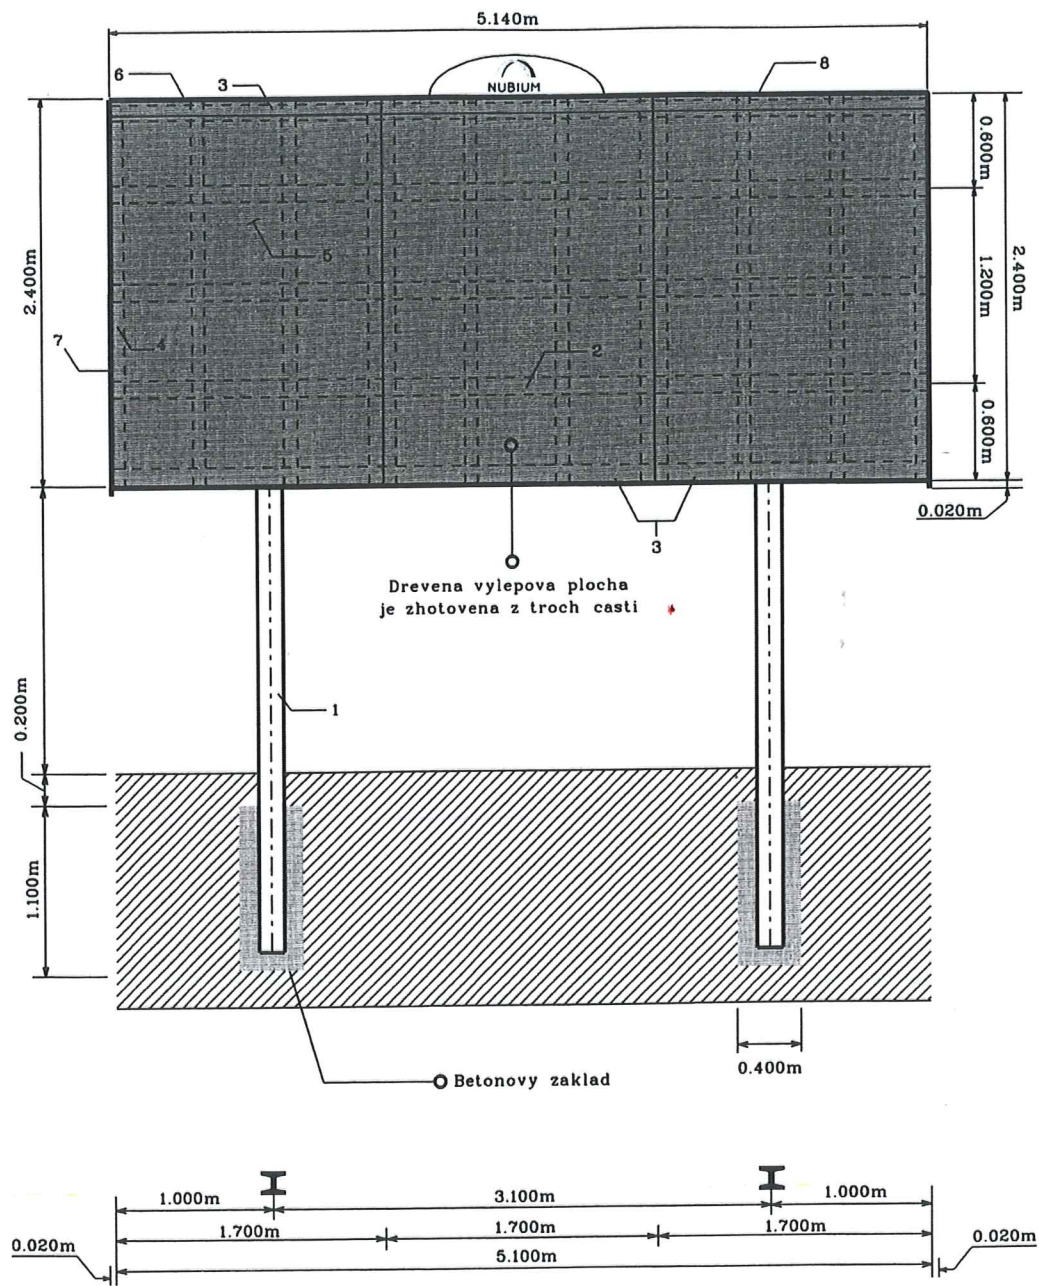 5.140m
6
3
NUBIUM
8
0.600m
2.400m
5
1.200m
2.400m
7
4
2
0.600m
0.020m
3
Drevena vylepova plocha
je zhotovena z troch casti
0.200m
1
1.100m
0.400m
Betonovy zaklad
1.000m
3.100m
1.000m
1.700m
1.700m
1.700m
0.020m
5.100m
0.020m